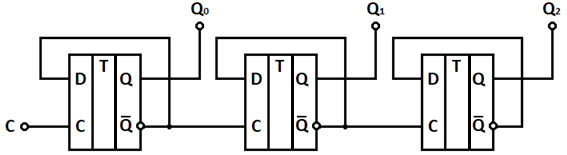 Q₀ Q₁ Q₂
T T T
D Q D Q D Q
C C Q̅ C Q̅ C Q̅